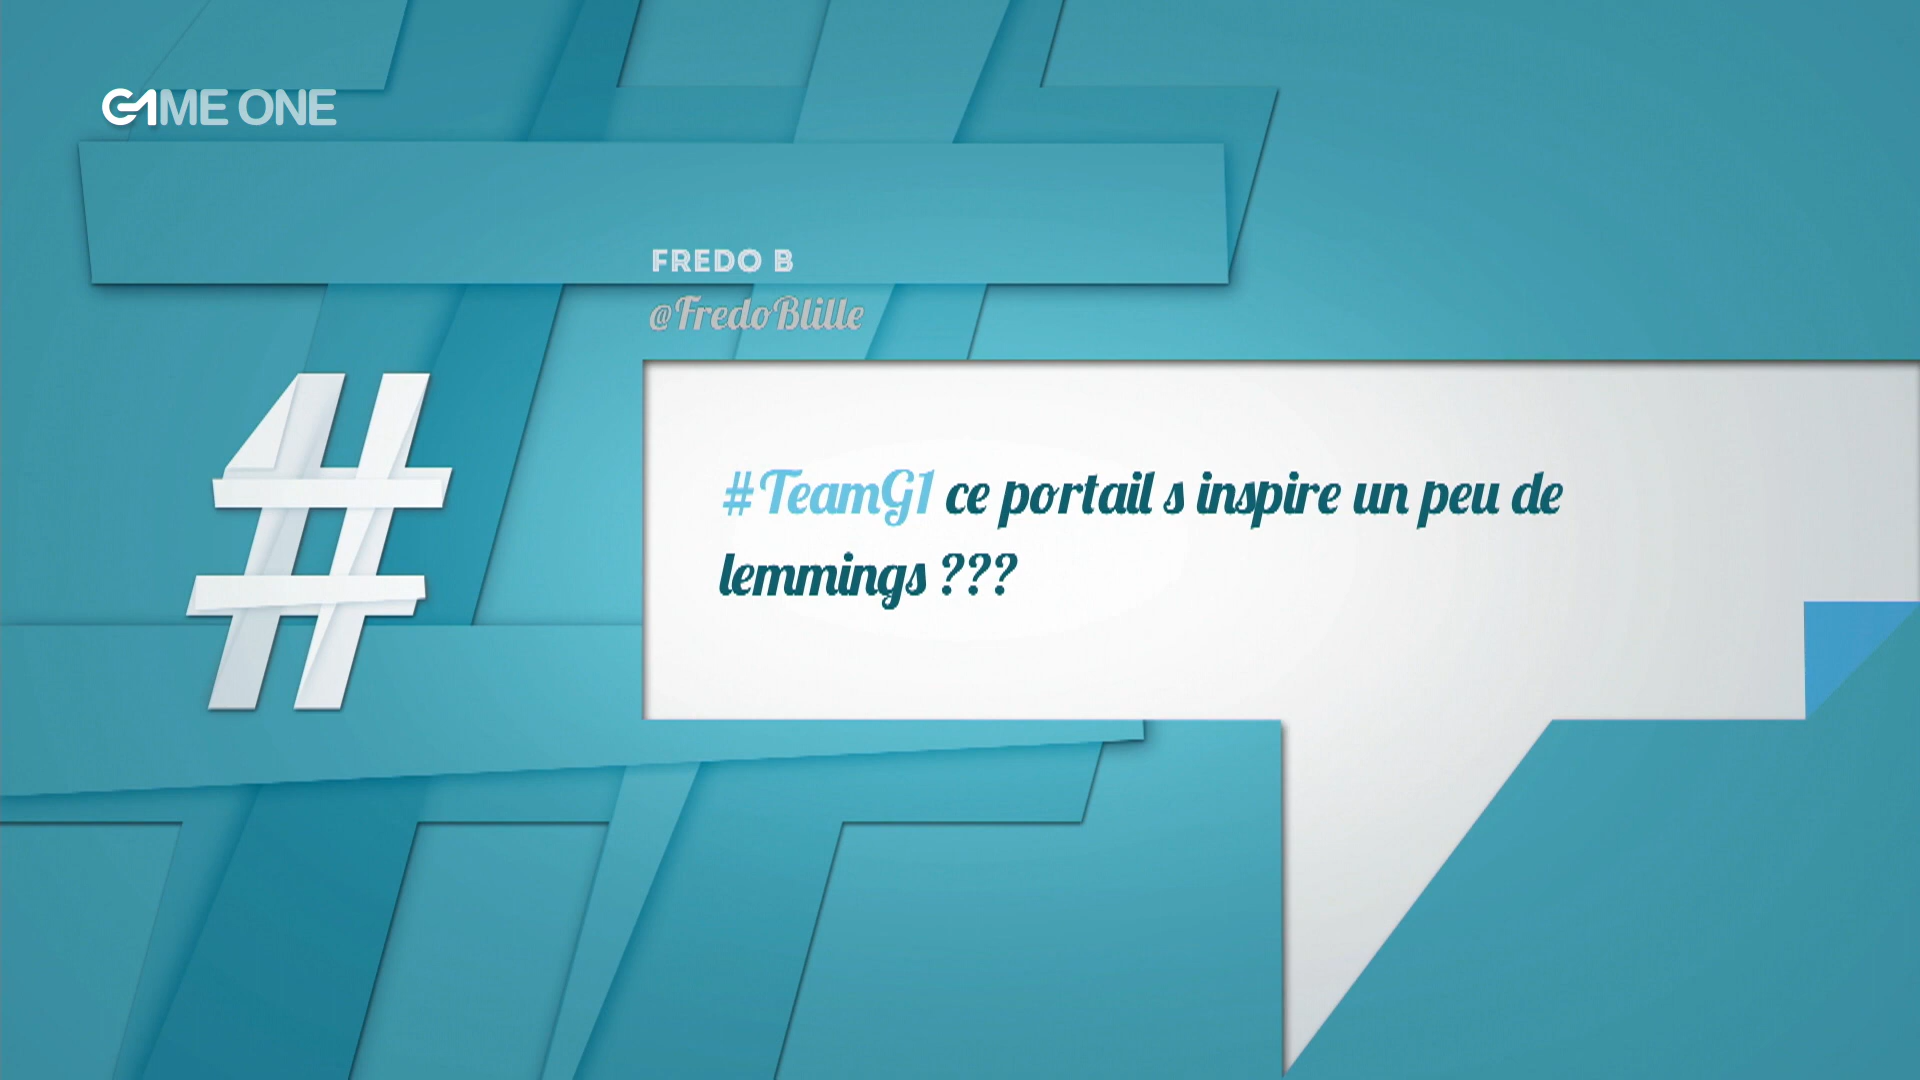 GAME ONE
FREDO B
@FredoBlille
#TeamG1 ce portail s inspire un peu de
lemmings ???